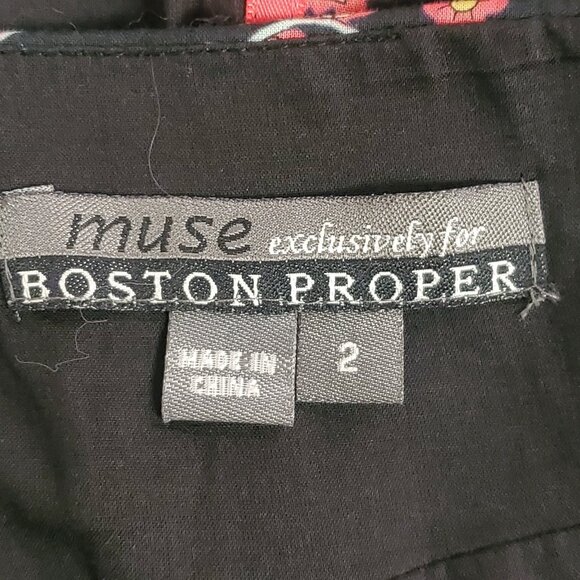 muse exclusively for
BOSTON PROPER
MADE IN
CHINA
2